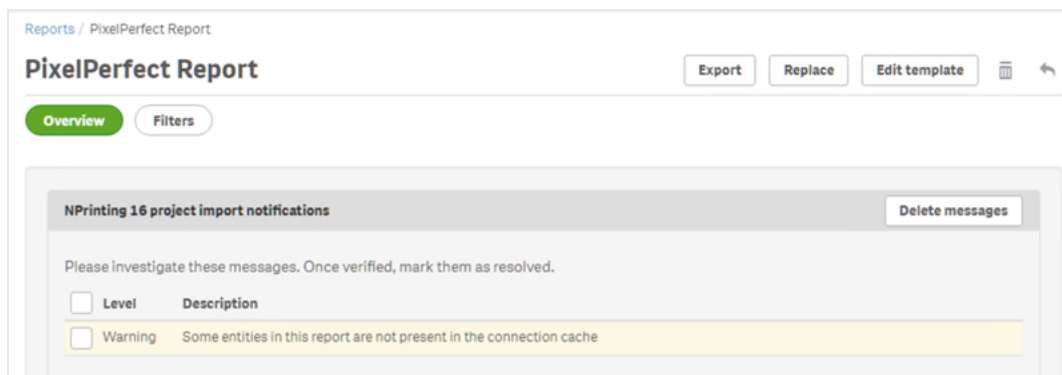 Reports / PixelPerfect Report
PixelPerfect Report
Export Replace Edit template
Overview Filters
NPrinting 16 project import notifications Delete messages
Please investigate these messages. Once verified, mark them as resolved.
Level Description
Warning Some entities in this report are not present in the connection cache